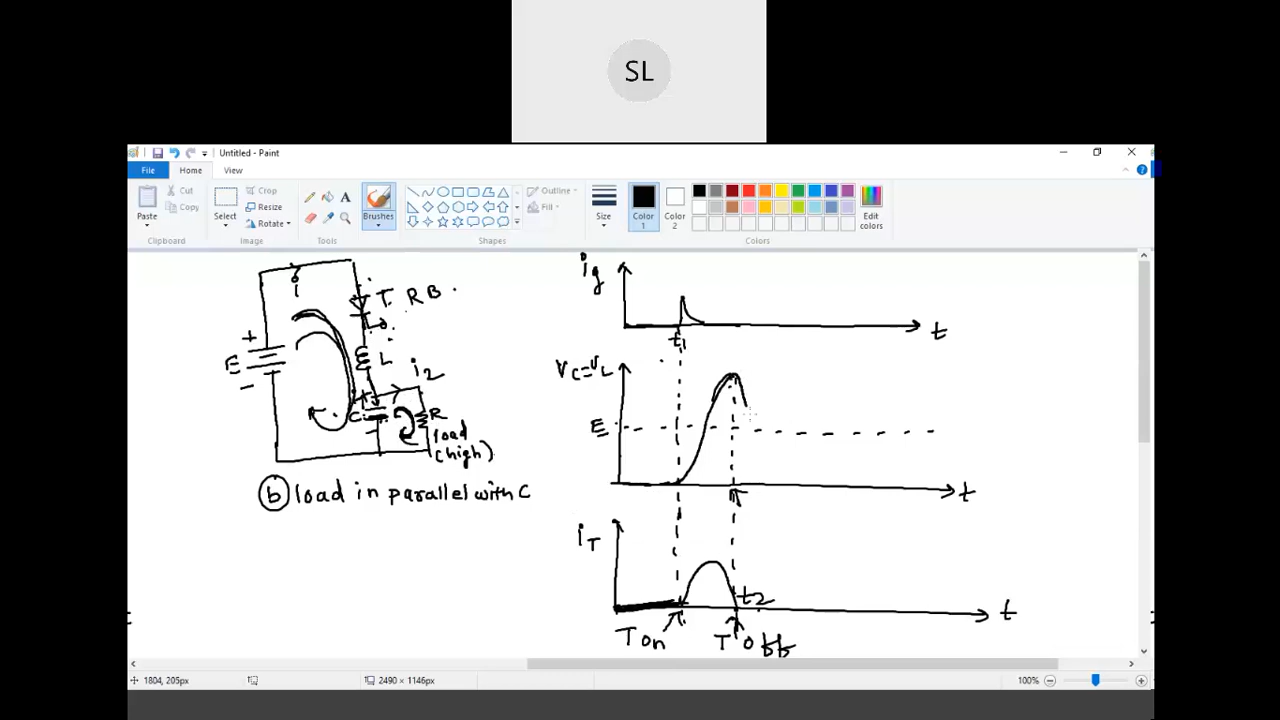 SL
Untitled - Paint
File
Home
View
Paste
Cut
Copy
Clipboard
Select
Crop
Resize
Rotate
Image
A
Tools
Brushes
Outline
Fill
Shapes
Size
Color 1
Color 2
Edit colors
Colors
i
T RB
E
+
-
L
i2
C
+
-
R
load
(high)
(b) load in parallel with C
ig
t
t1
VC=VL
E
t
iT
t2
t
T on
T off
1804, 205px
2490 × 1146px
100%